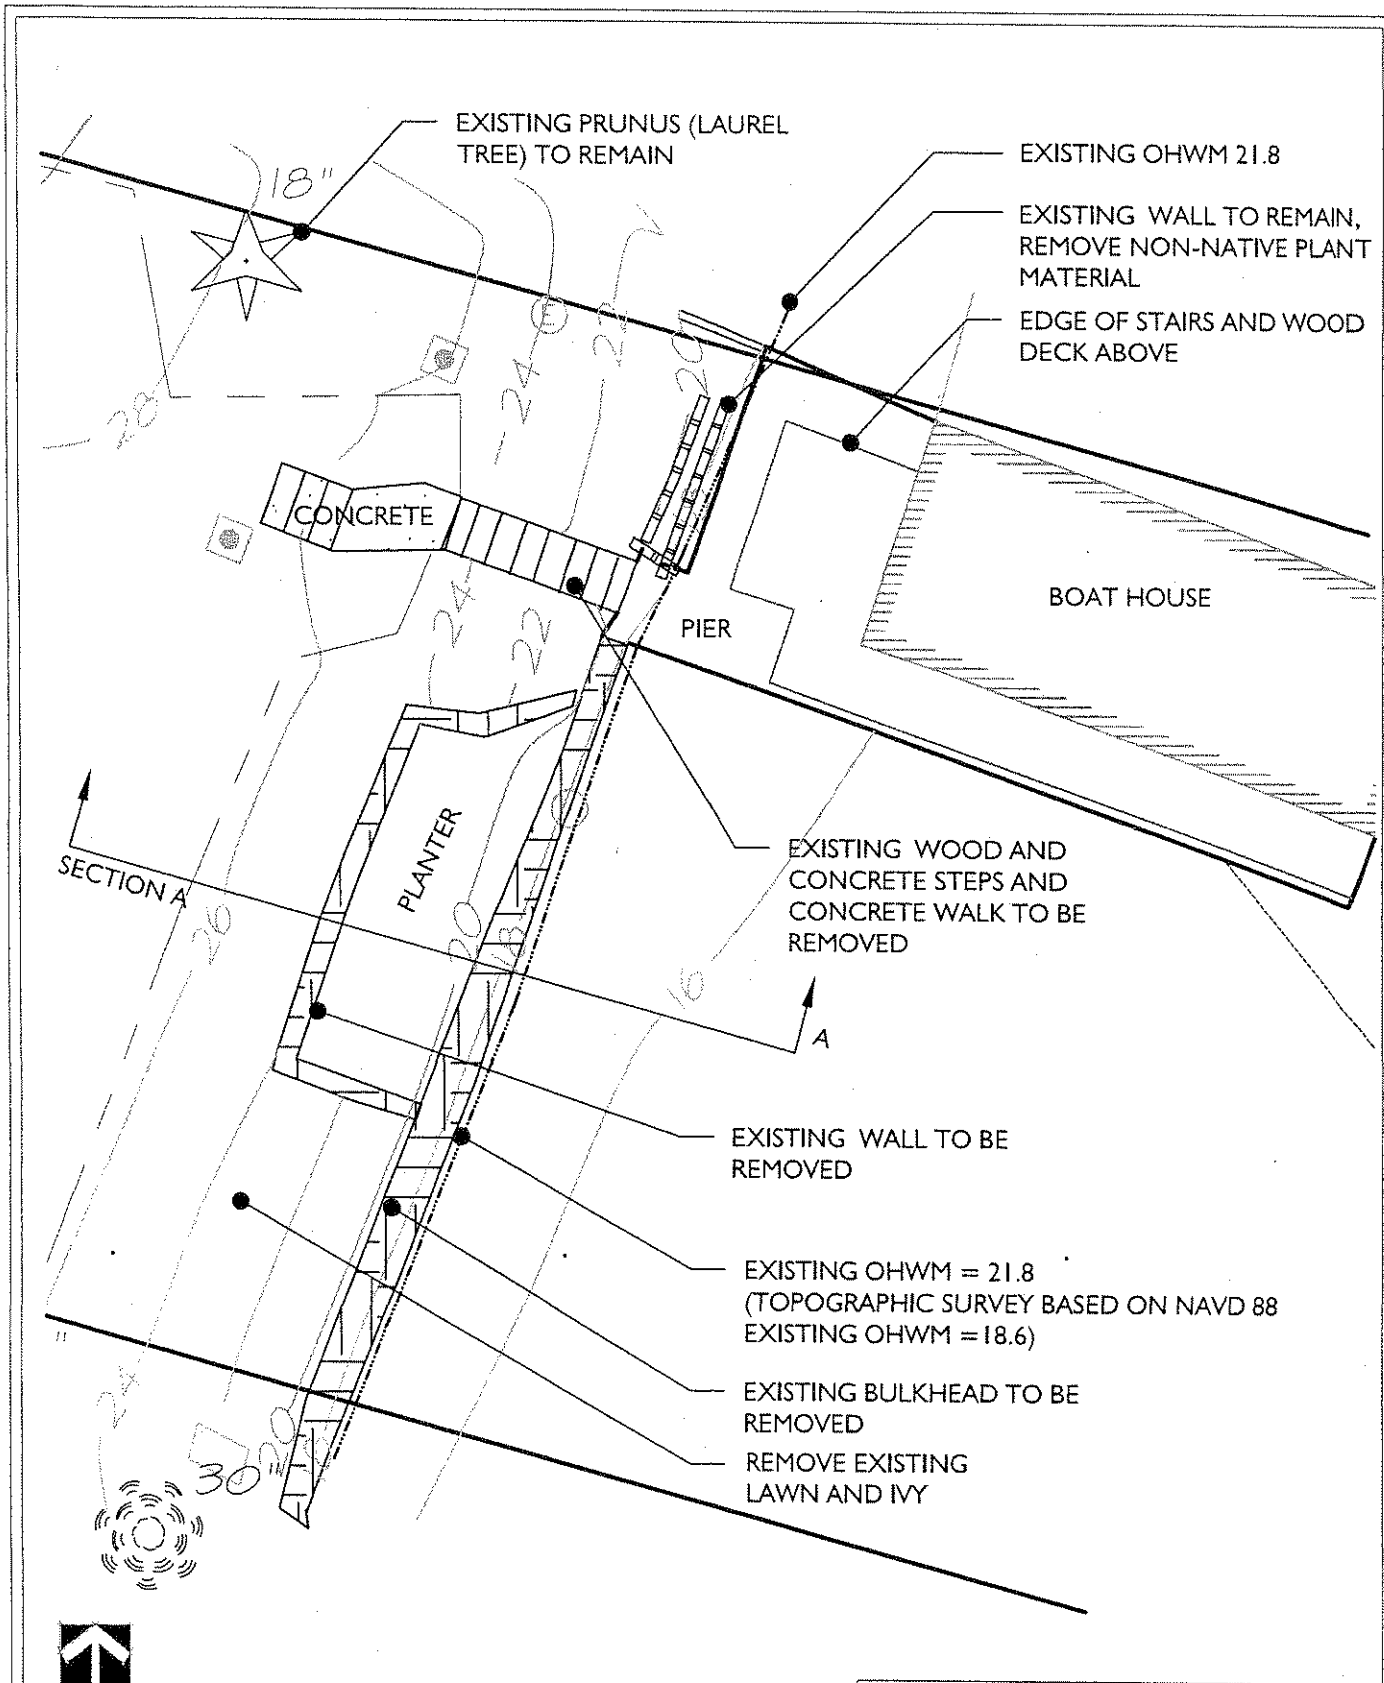 EXISTING PRUNUS (LAUREL
TREE) TO REMAIN
EXISTING OHWM 21.8
EXISTING WALL TO REMAIN,
REMOVE NON-NATIVE PLANT
MATERIAL
EDGE OF STAIRS AND WOOD
DECK ABOVE
18"
E
22
20
24
28
CONCRETE
BOAT HOUSE
PIER
24
22
PLANTER
SECTION A
EXISTING WOOD AND
CONCRETE STEPS AND
CONCRETE WALK TO BE
REMOVED
26
20
18
16
A
EXISTING WALL TO BE
REMOVED
EXISTING OHWM = 21.8
(TOPOGRAPHIC SURVEY BASED ON NAVD 88
EXISTING OHWM =18.6)
"
24
20
EXISTING BULKHEAD TO BE
REMOVED
30"
REMOVE EXISTING
LAWN AND IVY